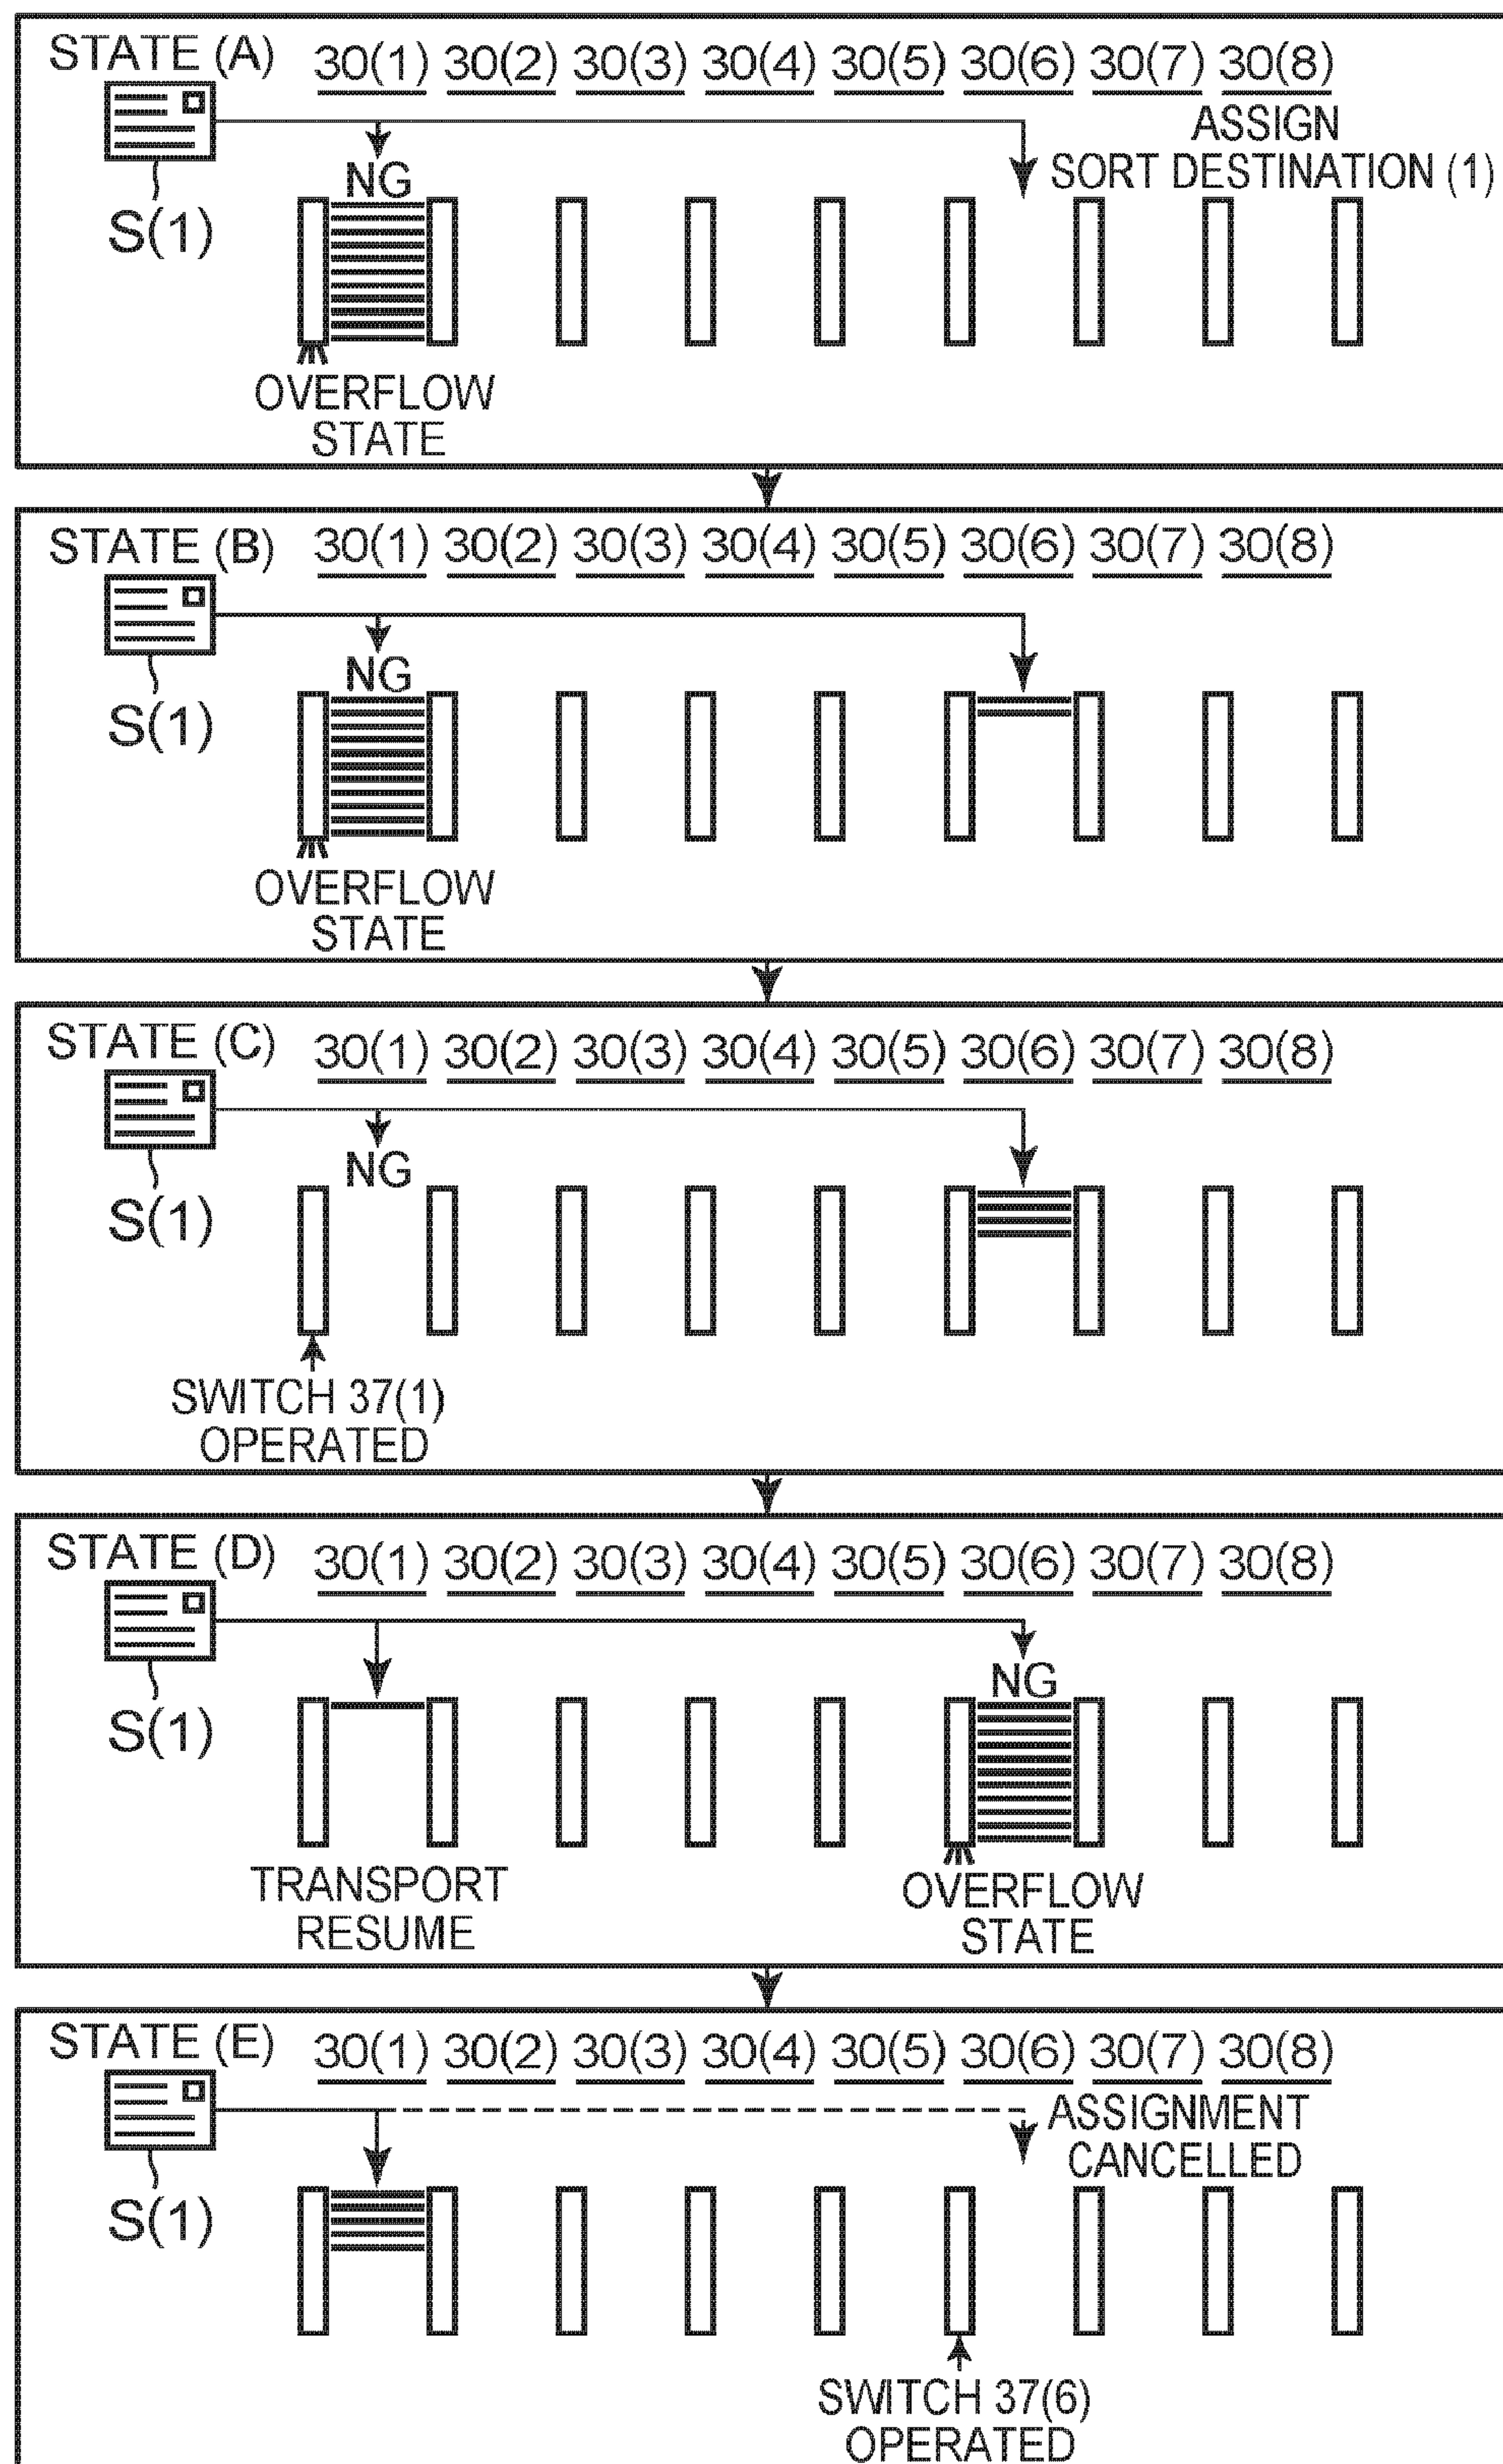 STATE (A) 30(1) 30(2) 30(3) 30(4) 30(5) 30(6) 30(7) 30(8)
ASSIGN
SORT DESTINATION (1)
NG
S(1)
OVERFLOW
STATE
STATE (B) 30(1) 30(2) 30(3) 30(4) 30(5) 30(6) 30(7) 30(8)
NG
S(1)
OVERFLOW
STATE
STATE (C) 30(1) 30(2) 30(3) 30(4) 30(5) 30(6) 30(7) 30(8)
NG
S(1)
SWITCH 37(1)
OPERATED
STATE (D) 30(1) 30(2) 30(3) 30(4) 30(5) 30(6) 30(7) 30(8)
NG
S(1)
TRANSPORT
RESUME
OVERFLOW
STATE
STATE (E) 30(1) 30(2) 30(3) 30(4) 30(5) 30(6) 30(7) 30(8)
ASSIGNMENT
CANCELLED
S(1)
SWITCH 37(6)
OPERATED